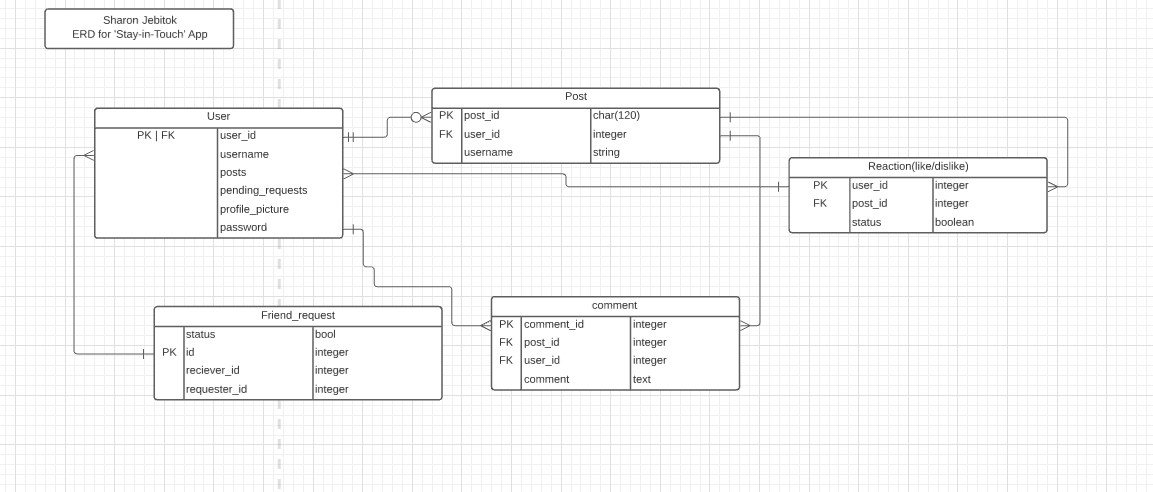 Sharon Jebitok
ERD for 'Stay-in-Touch' App
Post
PK post_id char(120)
FK user_id integer
username string
User
PK | FK user_id
username
posts
pending_requests
profile_picture
password
Reaction(like/dislike)
PK user_id integer
FK post_id integer
status boolean
Friend_request
status bool
PK id integer
reciever_id integer
requester_id integer
comment
PK comment_id integer
FK post_id integer
FK user_id integer
comment text